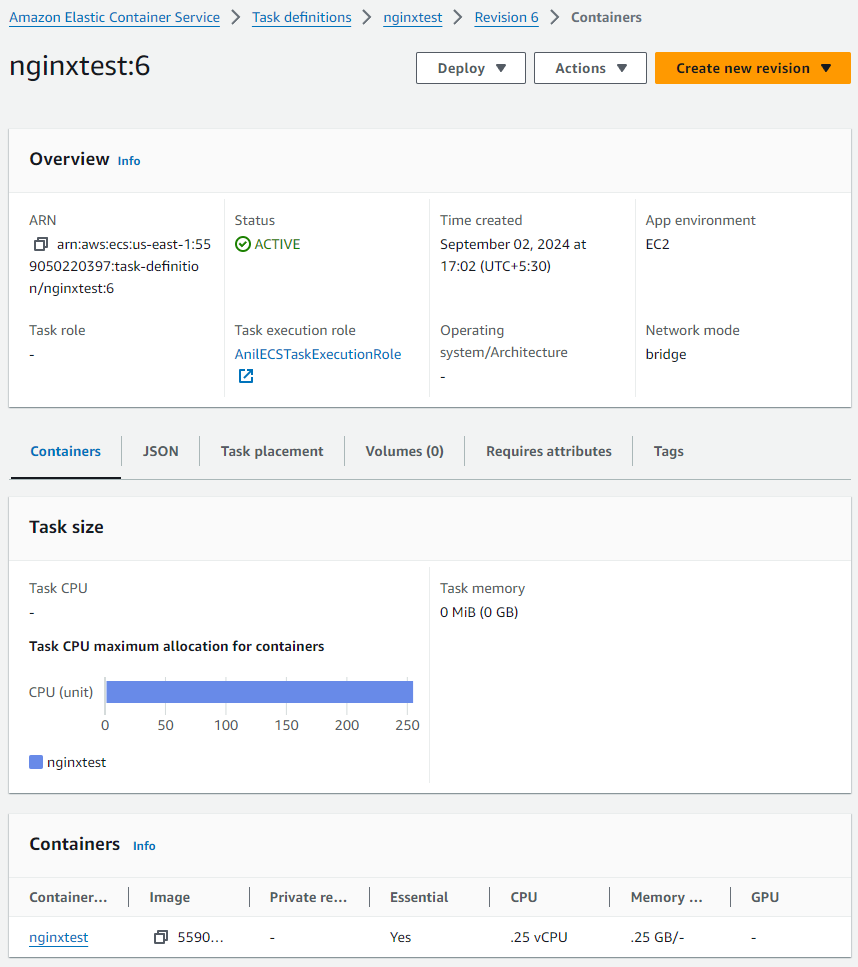 Amazon Elastic Container Service > Task definitions > nginxtest > Revision 6 > Containers
nginxtest:6
Deploy ▼
Actions ▼
Create new revision ▼
Overview Info
ARN
arn:aws:ecs:us-east-1:55
9050220397:task-definitio
n/nginxtest:6
Status
ACTIVE
Time created
September 02, 2024 at
17:02 (UTC+5:30)
App environment
EC2
Task role
-
Task execution role
AnilECSTaskExecutionRole
Operating
system/Architecture
-
Network mode
bridge
Containers JSON Task placement Volumes (0) Requires attributes Tags
Task size
Task CPU
-
Task memory
0 MiB (0 GB)
Task CPU maximum allocation for containers
CPU (unit)
0 50 100 150 200 250
nginxtest
Containers Info
Container... Image Private re... Essential CPU Memory ... GPU
nginxtest 5590... - Yes .25 vCPU .25 GB/- -